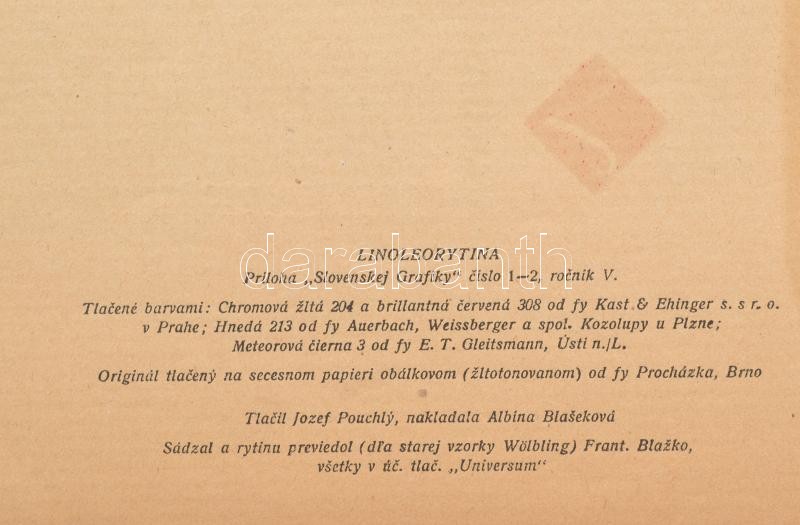 LINOLEORYTINA
Príloha „Slovenskej Grafiky“ číslo 1—2, ročník V.
Tlačené barvami: Chromová žltá 204 a brillantná červená 308 od fy Kast & Ehinger s. s r. o.
v Prahe; Hnedá 213 od fy Auerbach, Weissberger a spol. Kozolupy u Plzne;
Meteorová čierna 3 od fy E. T. Gleitsmann, Ústi n./L.
Originál tlačený na secesnom papieri obálkovom (žltotonovanom) od fy Procházka, Brno
Tlačil Jozef Pouchlý, nakladala Albina Blašeková
Sádzal a rytinu previedol (dľa starej vzorky Wölbling) Frant. Blažko,
všetky v úč. tlač. „Universum“
darabanth